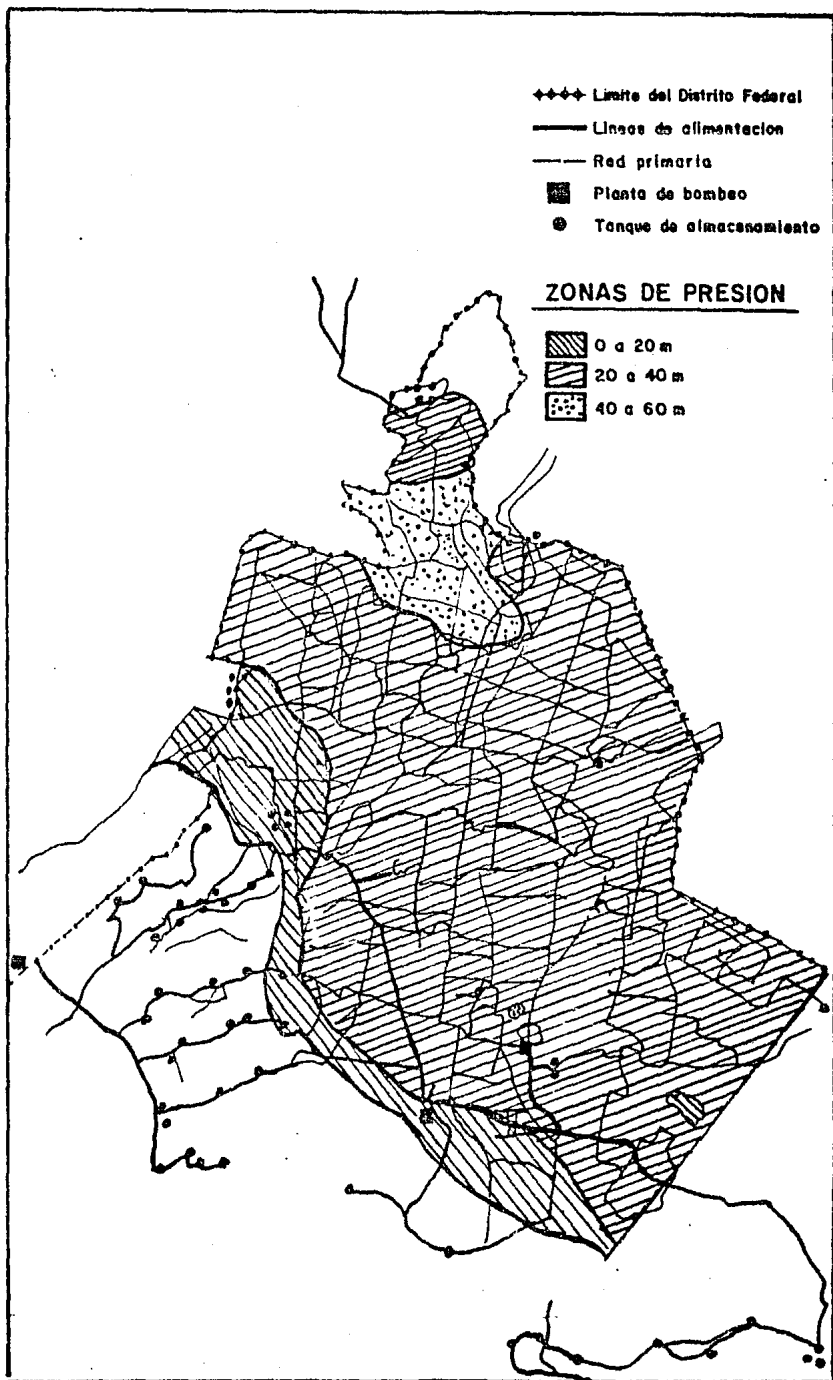 Limite del Distrito Federal
Lineas de alimentacion
Red primaria
Planta de bombeo
Tanque de almacenamiento
ZONAS DE PRESION
0 a 20 m
20 a 40 m
40 a 60 m